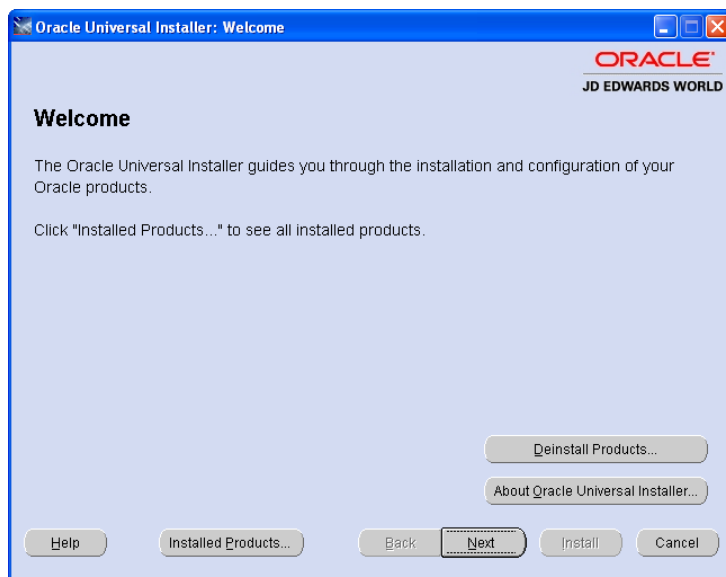 Oracle Universal Installer: Welcome
ORACLE
JD EDWARDS WORLD
Welcome
The Oracle Universal Installer guides you through the installation and configuration of your
Oracle products.
Click "Installed Products..." to see all installed products.
Deinstall Products...
About Oracle Universal Installer...
Help
Installed Products...
Back
Next
Install
Cancel